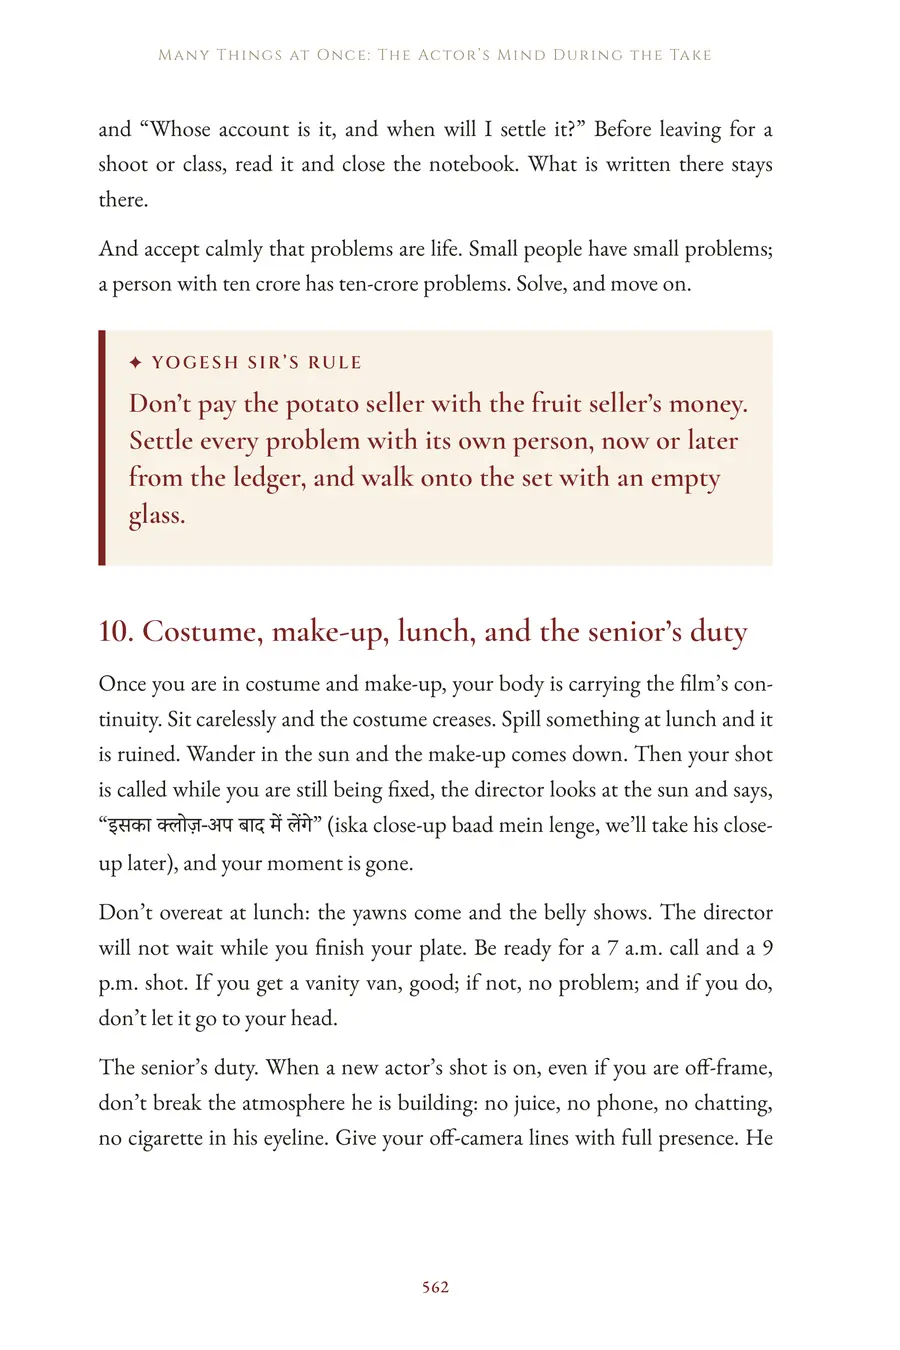 MANY THINGS AT ONCE: THE ACTOR’S MIND DURING THE TAKE
and “Whose account is it, and when will I settle it?” Before leaving for a
shoot or class, read it and close the notebook. What is written there stays
there.
And accept calmly that problems are life. Small people have small problems;
a person with ten crore has ten-crore problems. Solve, and move on.
✦ YOGESH SIR’S RULE
Don’t pay the potato seller with the fruit seller’s money.
Settle every problem with its own person, now or later
from the ledger, and walk onto the set with an empty
glass.
10. Costume, make-up, lunch, and the senior’s duty
Once you are in costume and make-up, your body is carrying the film’s con-
tinuity. Sit carelessly and the costume creases. Spill something at lunch and it
is ruined. Wander in the sun and the make-up comes down. Then your shot
is called while you are still being fixed, the director looks at the sun and says,
“इसका क्लोज़-अप बाद में लेंगे” (iska close-up baad mein lenge, we’ll take his close-
up later), and your moment is gone.
Don’t overeat at lunch: the yawns come and the belly shows. The director
will not wait while you finish your plate. Be ready for a 7 a.m. call and a 9
p.m. shot. If you get a vanity van, good; if not, no problem; and if you do,
don’t let it go to your head.
The senior’s duty. When a new actor’s shot is on, even if you are off-frame,
don’t break the atmosphere he is building: no juice, no phone, no chatting,
no cigarette in his eyeline. Give your off-camera lines with full presence. He
562